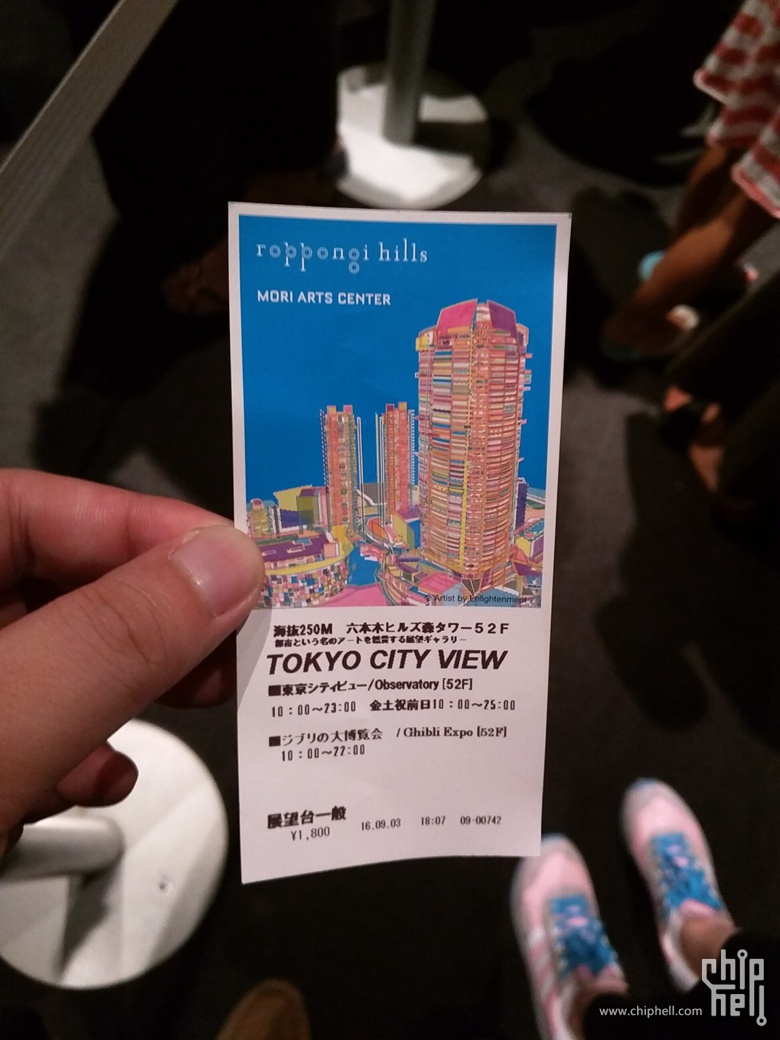 roppongi hills
MORI ARTS CENTER
© Artist by Enlightenment
海抜250M 六本木ヒルズ森タワー52F
都市という名のアートを鑑賞する展望ギャラリー
TOKYO CITY VIEW
■東京シティビュー/Observatory [52F]
10:00～23:00 金土祝前日10:00～25:00
■ジブリの大博覧会 /Ghibli Expo [52F]
10:00～22:00
展望台一般
¥1,800 16.09.03 18:07 09-00742
chip
hell
www.chiphell.com